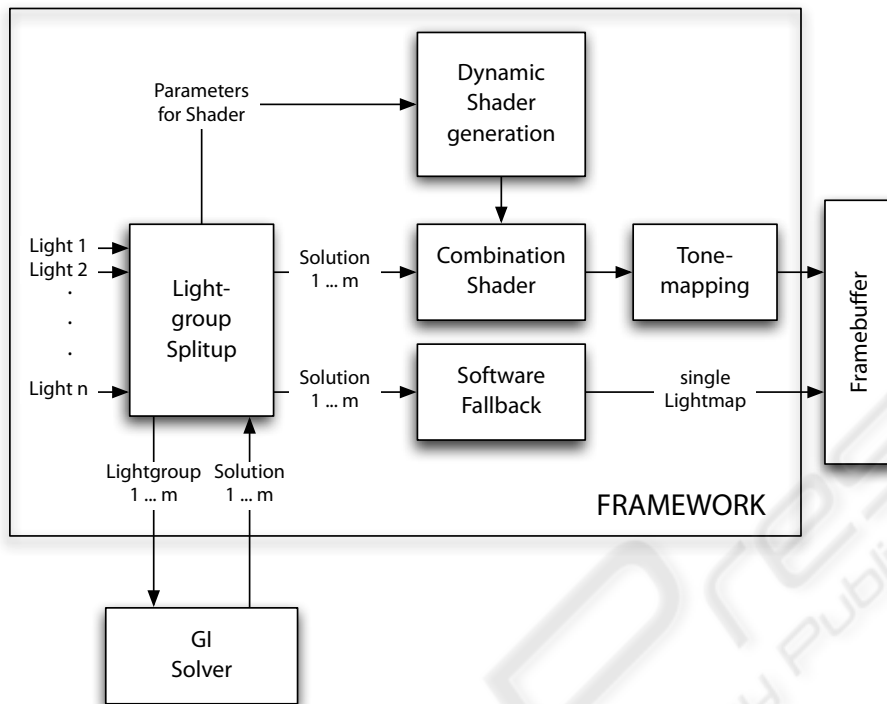 Parameters
for Shader
Dynamic
Shader
generation
Light 1
Light 2
.
.
.
Light n
Light-
group
Splitup
Solution
1 ... m
Combination
Shader
Tone-
mapping
Framebuffer
Solution
1 ... m
Software
Fallback
single
Lightmap
Lightgroup
1 ... m
Solution
1 ... m
FRAMEWORK
GI
Solver